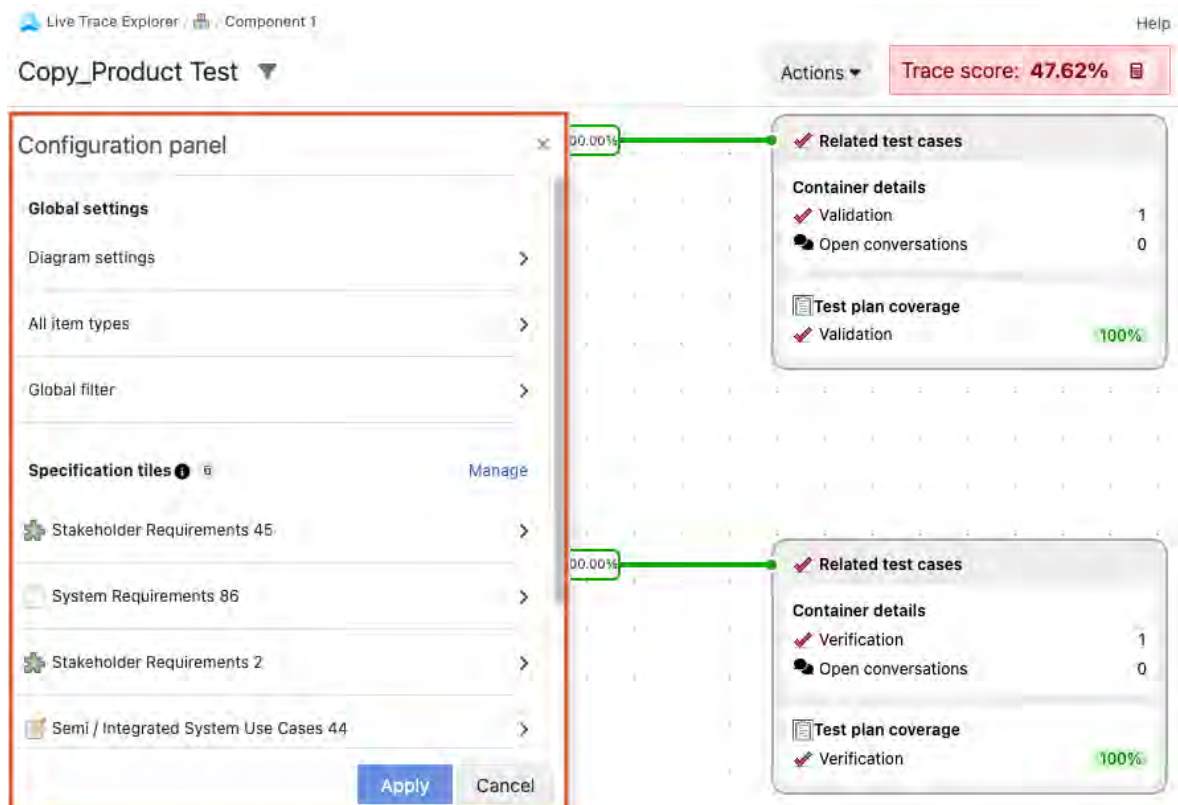 Live Trace Explorer / Component 1
Help
Copy_Product Test
Actions
Trace score: 47.62%
Configuration panel
Global settings
Diagram settings
All item types
Global filter
Specification tiles 6
Manage
Stakeholder Requirements 45
System Requirements 86
Stakeholder Requirements 2
Semi / Integrated System Use Cases 44
Apply
Cancel
00.00%
Related test cases
Container details
Validation 1
Open conversations 0
Test plan coverage
Validation 100%
00.00%
Related test cases
Container details
Verification 1
Open conversations 0
Test plan coverage
Verification 100%